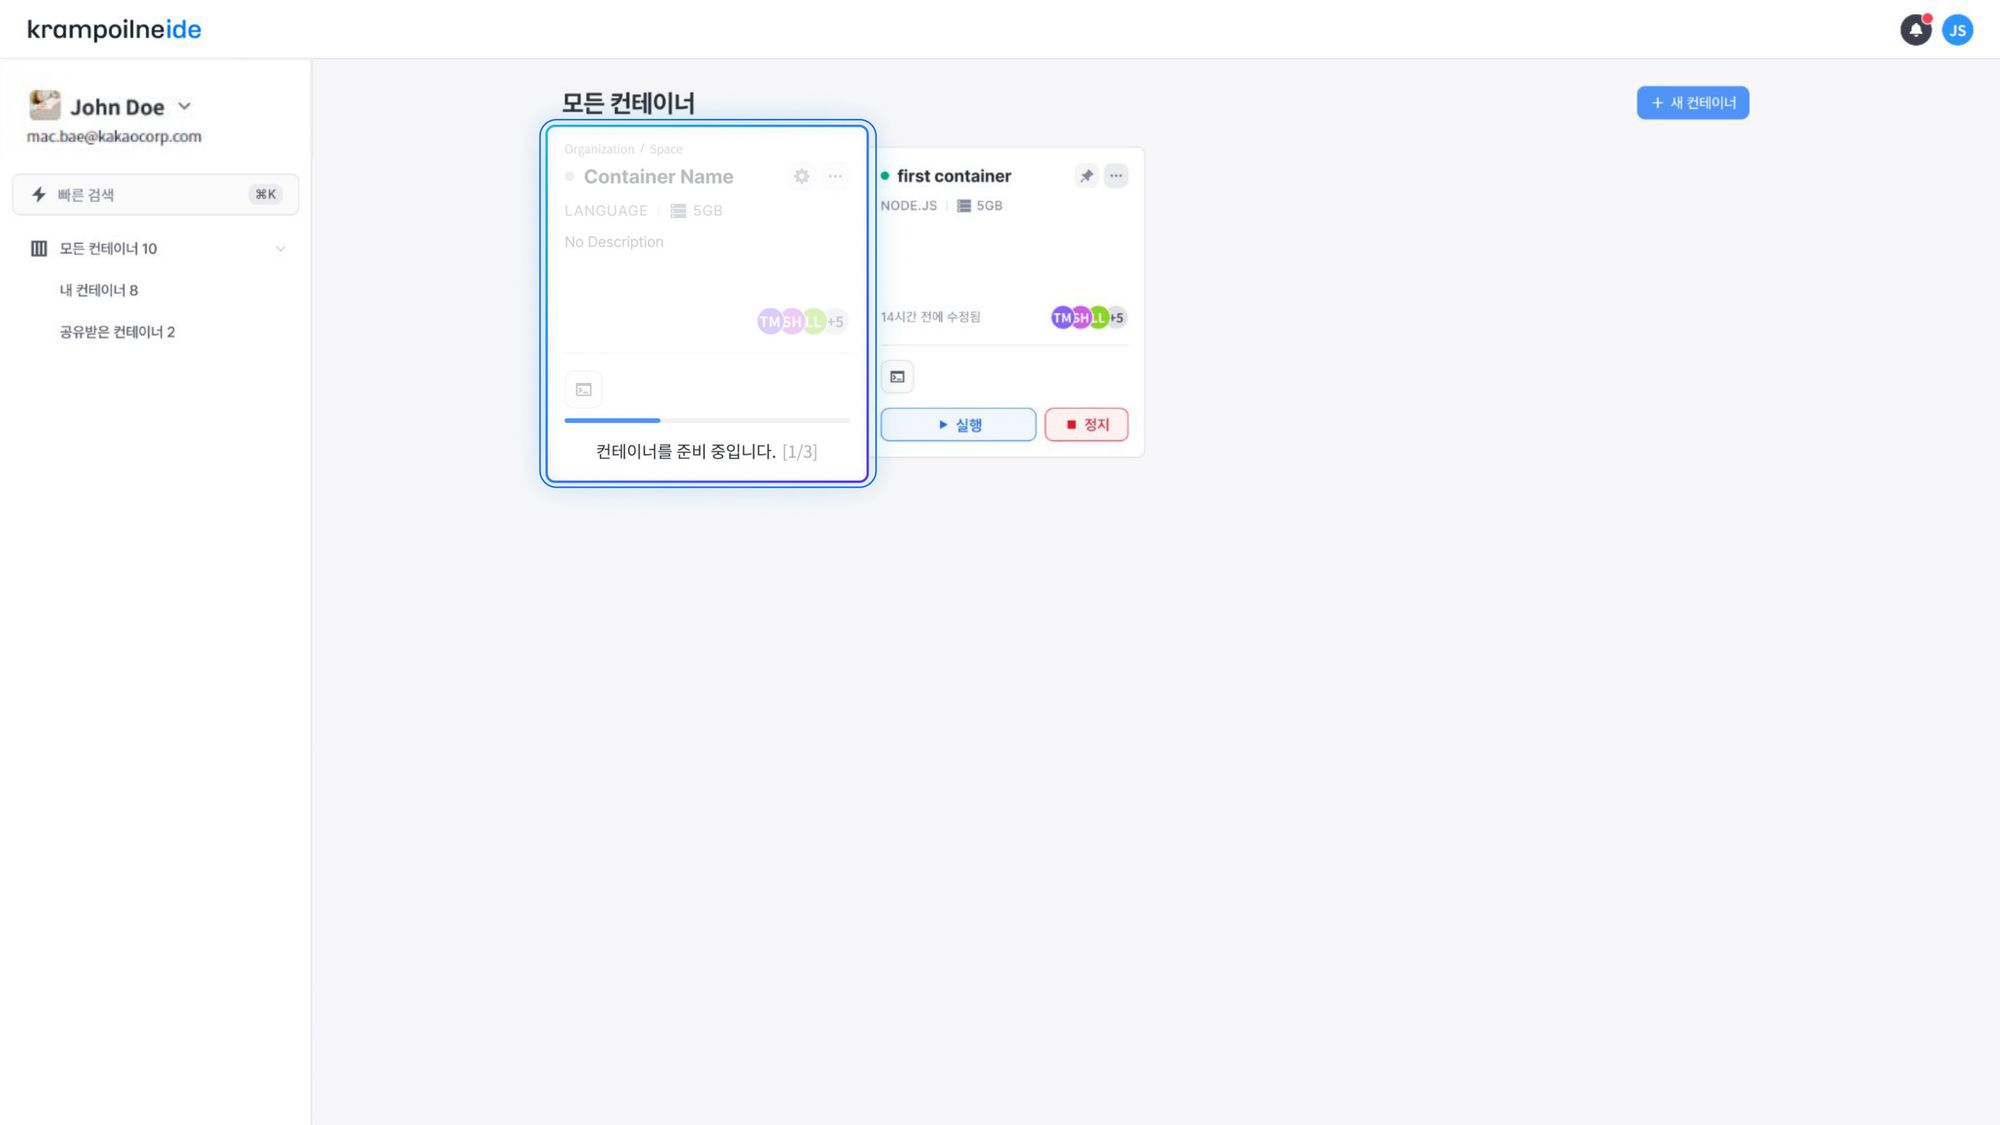 krampoilneide
JS
John Doe
mac.bae@kakaocorp.com
빠른 검색
⌘K
모든 컨테이너 10
내 컨테이너 8
공유받은 컨테이너 2
모든 컨테이너
+ 새 컨테이너
Organization / Space
Container Name
LANGUAGE | 5GB
No Description
TM SH LL +5
컨테이너를 준비 중입니다. [1/3]
first container
NODE.JS | 5GB
14시간 전에 수정됨
TM SH LL +5
실행
정지